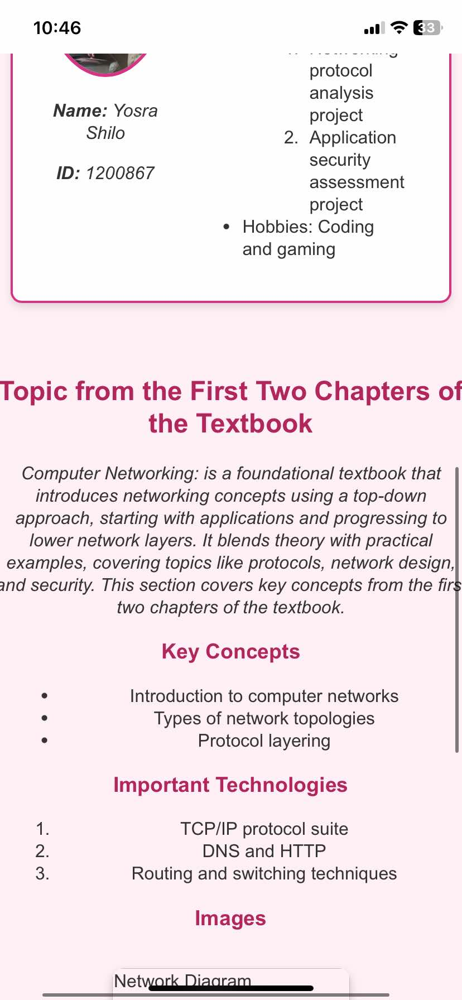 10:46
33
Name: Yosra
Shilo
ID: 1200867
protocol
analysis
project
2. Application
security
assessment
project
• Hobbies: Coding
and gaming
Topic from the First Two Chapters of
the Textbook
Computer Networking: is a foundational textbook that
introduces networking concepts using a top-down
approach, starting with applications and progressing to
lower network layers. It blends theory with practical
examples, covering topics like protocols, network design,
and security. This section covers key concepts from the firs
two chapters of the textbook.
Key Concepts
• Introduction to computer networks
• Types of network topologies
• Protocol layering
Important Technologies
1. TCP/IP protocol suite
2. DNS and HTTP
3. Routing and switching techniques
Images
Network Diagram